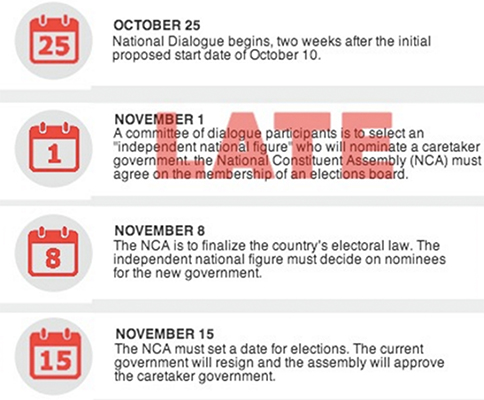 25
OCTOBER 25
National Dialogue begins, two weeks after the initial
proposed start date of October 10.
1
NOVEMBER 1
A committee of dialogue participants is to select an
"independent national figure" who will nominate a caretaker
government. the National Constituent Assembly (NCA) must
agree on the membership of an elections board.
LATE
8
NOVEMBER 8
The NCA is to finalize the country's electoral law. The
independent national figure must decide on nominees
for the new government.
15
NOVEMBER 15
The NCA must set a date for elections. The current
government will resign and the assembly will approve
the caretaker government.